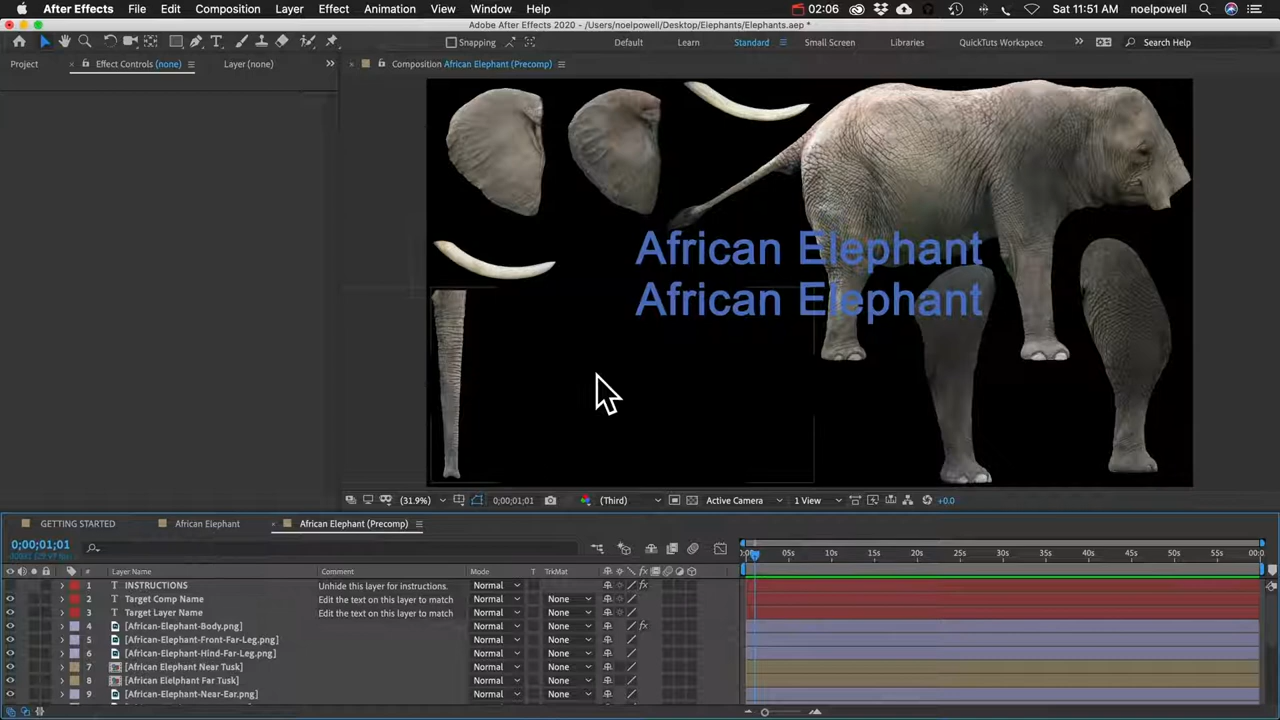 After Effects File Edit Composition Layer Effect Animation View Window Help 02:06 Sat 11:51 AM noelpowell
Adobe After Effects 2020 - /Users/noelpowell/Desktop/Elephants/Elephants.aep *
Snapping Default Learn Standard Small Screen Libraries QuickTuts Workspace Search Help
Project Effect Controls (none) Layer (none) Composition African Elephant (Precomp)
African Elephant
African Elephant
(31.9%) 0;00;01;01 (Third) Active Camera 1 View +0.0
GETTING STARTED African Elephant African Elephant (Precomp)
0;00;01;01
05s 10s 15s 20s 25s 30s 35s 40s 45s 50s 55s
# Layer Name Comment Mode T TrkMat
1 T INSTRUCTIONS Unhide this layer for instructions. Normal
2 T Target Comp Name Edit the text on this layer to match Normal None
3 T Target Layer Name Edit the text on this layer to match Normal None
4 [African-Elephant-Body.png] Normal None
5 [African-Elephant-Front-Far-Leg.png] Normal None
6 [African-Elephant-Hind-Far-Leg.png] Normal None
7 [African Elephant Near Tusk] Normal None
8 [African Elelphant Far Tusk] Normal None
9 [African-Elephant-Near-Ear.png] Normal None